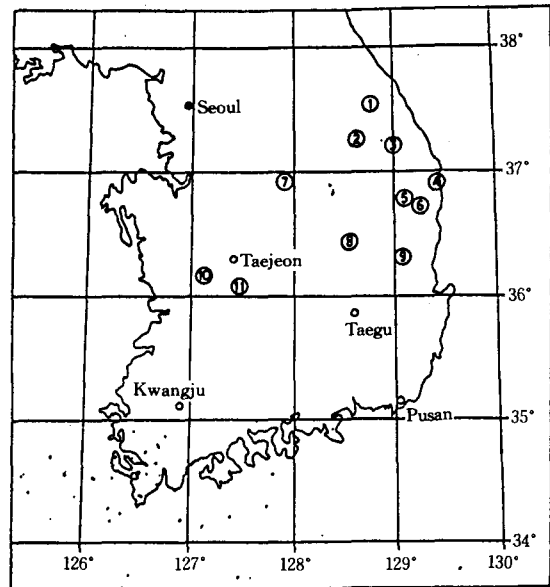 38°
Seoul
①
②
③
37°
⑦
④
⑤
⑥
⑧
Taejeon
⑨
⑩
⑪
36°
Taegu
Kwangju
Pusan
35°
34°
126° 127° 128° 129° 130°